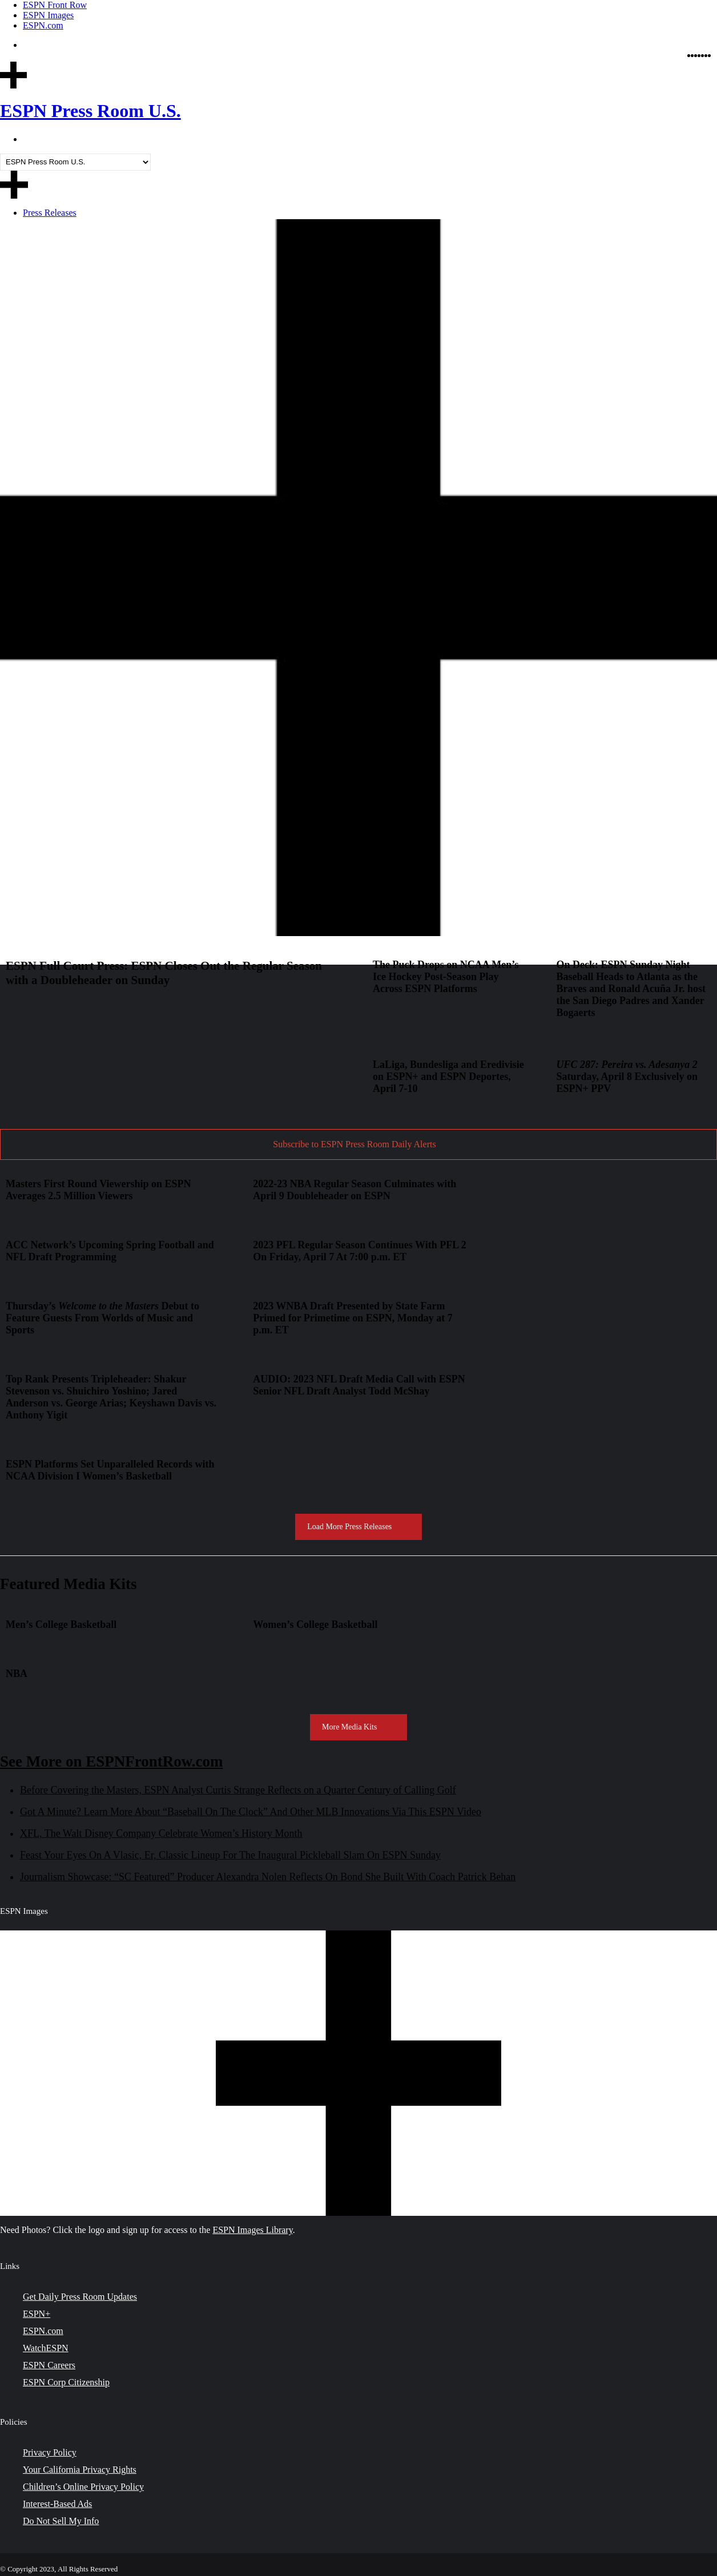 ESPN Front Row
ESPN Images
ESPN.com
ESPN Press Room U.S.
ESPN Press Room U.S.
Press Releases
ESPN Full Court Press: ESPN Closes Out the Regular Season
with a Doubleheader on Sunday
The Puck Drops on NCAA Men's
Ice Hockey Post-Season Play
Across ESPN Platforms
On Deck: ESPN Sunday Night
Baseball Heads to Atlanta as the
Braves and Ronald Acuña Jr. host
the San Diego Padres and Xander
Bogaerts
LaLiga, Bundesliga and Eredivisie
on ESPN+ and ESPN Deportes,
April 7-10
UFC 287: Pereira vs. Adesanya 2
Saturday, April 8 Exclusively on
ESPN+ PPV
Subscribe to ESPN Press Room Daily Alerts
Masters First Round Viewership on ESPN
Averages 2.5 Million Viewers
2022-23 NBA Regular Season Culminates with
April 9 Doubleheader on ESPN
ACC Network's Upcoming Spring Football and
NFL Draft Programming
2023 PFL Regular Season Continues With PFL 2
On Friday, April 7 At 7:00 p.m. ET
Thursday's Welcome to the Masters Debut to
Feature Guests From Worlds of Music and
Sports
2023 WNBA Draft Presented by State Farm
Primed for Primetime on ESPN, Monday at 7
p.m. ET
Top Rank Presents Tripleheader: Shakur
Stevenson vs. Shuichiro Yoshino; Jared
Anderson vs. George Arias; Keyshawn Davis vs.
Anthony Yigit
AUDIO: 2023 NFL Draft Media Call with ESPN
Senior NFL Draft Analyst Todd McShay
ESPN Platforms Set Unparalleled Records with
NCAA Division I Women's Basketball
Load More Press Releases
Featured Media Kits
Men's College Basketball
Women's College Basketball
NBA
More Media Kits
See More on ESPNFrontRow.com
Before Covering the Masters, ESPN Analyst Curtis Strange Reflects on a Quarter Century of Calling Golf
Got A Minute? Learn More About "Baseball On The Clock" And Other MLB Innovations Via This ESPN Video
XFL, The Walt Disney Company Celebrate Women's History Month
Feast Your Eyes On A Vlasic, Er, Classic Lineup For The Inaugural Pickleball Slam On ESPN Sunday
Journalism Showcase: "SC Featured" Producer Alexandra Nolen Reflects On Bond She Built With Coach Patrick Behan
ESPN Images
Need Photos? Click the logo and sign up for access to the ESPN Images Library.
Links
Get Daily Press Room Updates
ESPN+
ESPN.com
WatchESPN
ESPN Careers
ESPN Corp Citizenship
Policies
Privacy Policy
Your California Privacy Rights
Children's Online Privacy Policy
Interest-Based Ads
Do Not Sell My Info
© Copyright 2023, All Rights Reserved